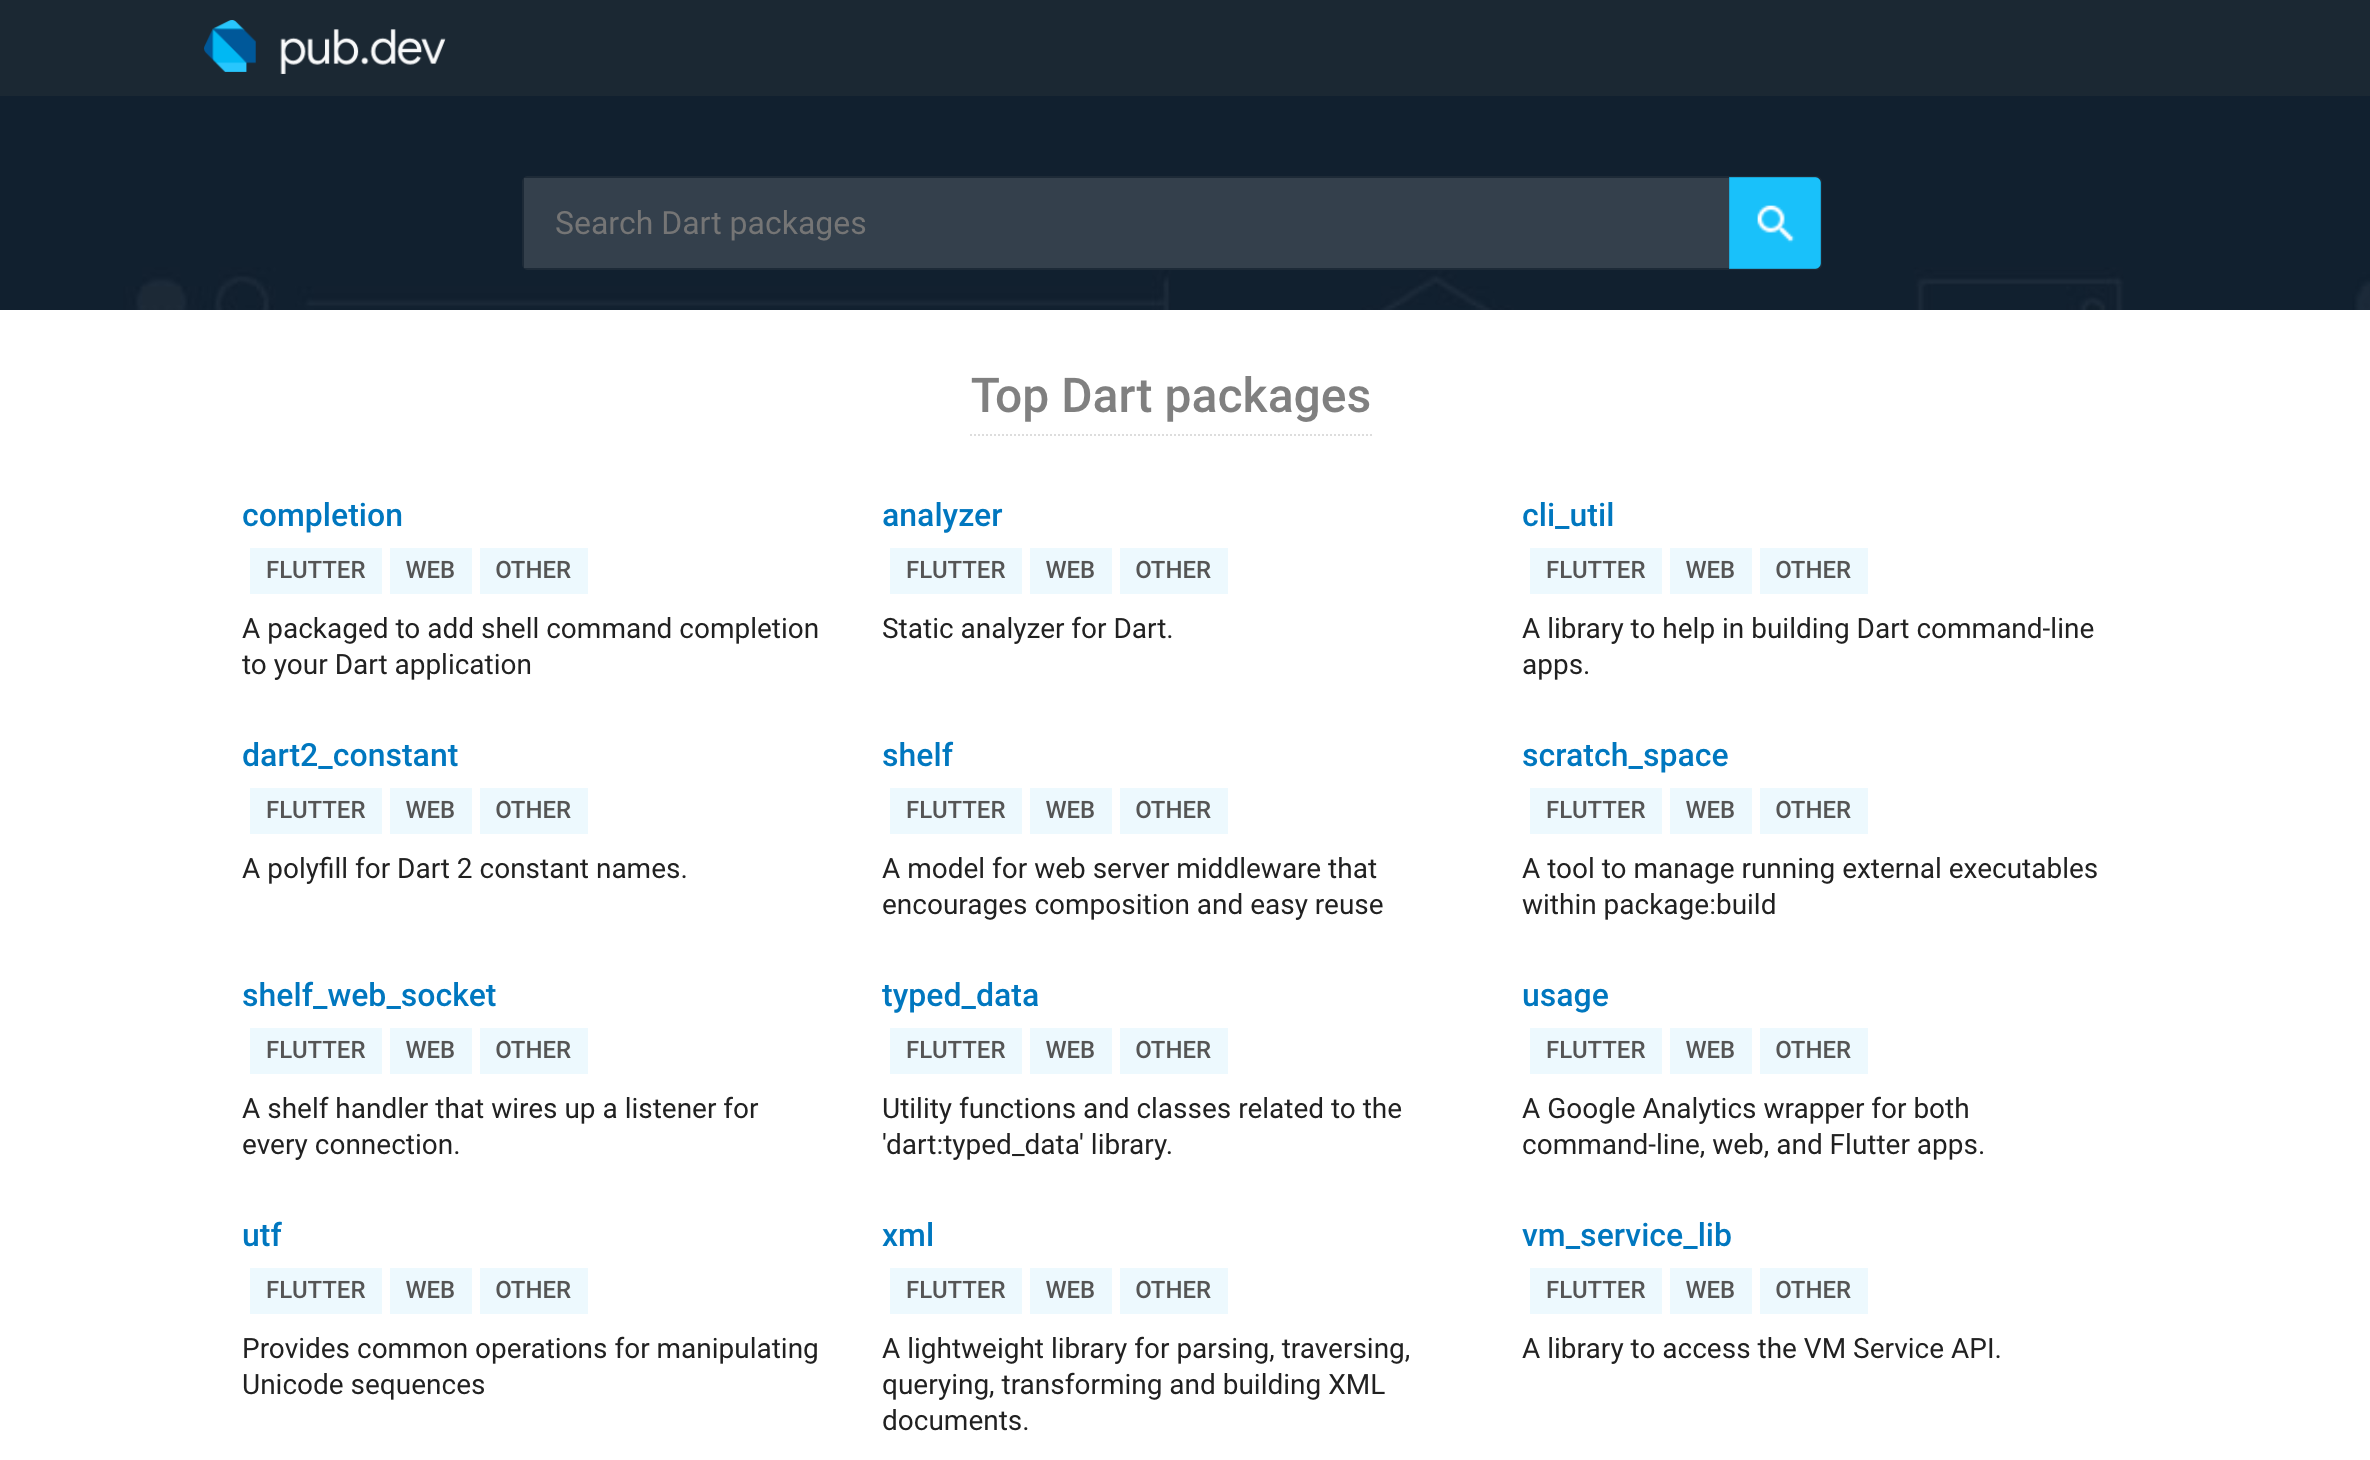 pub.dev
Search Dart packages
Top Dart packages
completion
FLUTTER WEB OTHER
A packaged to add shell command completion
to your Dart application
analyzer
FLUTTER WEB OTHER
Static analyzer for Dart.
cli_util
FLUTTER WEB OTHER
A library to help in building Dart command-line
apps.
dart2_constant
FLUTTER WEB OTHER
A polyfill for Dart 2 constant names.
shelf
FLUTTER WEB OTHER
A model for web server middleware that
encourages composition and easy reuse
scratch_space
FLUTTER WEB OTHER
A tool to manage running external executables
within package:build
shelf_web_socket
FLUTTER WEB OTHER
A shelf handler that wires up a listener for
every connection.
typed_data
FLUTTER WEB OTHER
Utility functions and classes related to the
'dart:typed_data' library.
usage
FLUTTER WEB OTHER
A Google Analytics wrapper for both
command-line, web, and Flutter apps.
utf
FLUTTER WEB OTHER
Provides common operations for manipulating
Unicode sequences
xml
FLUTTER WEB OTHER
A lightweight library for parsing, traversing,
querying, transforming and building XML
documents.
vm_service_lib
FLUTTER WEB OTHER
A library to access the VM Service API.